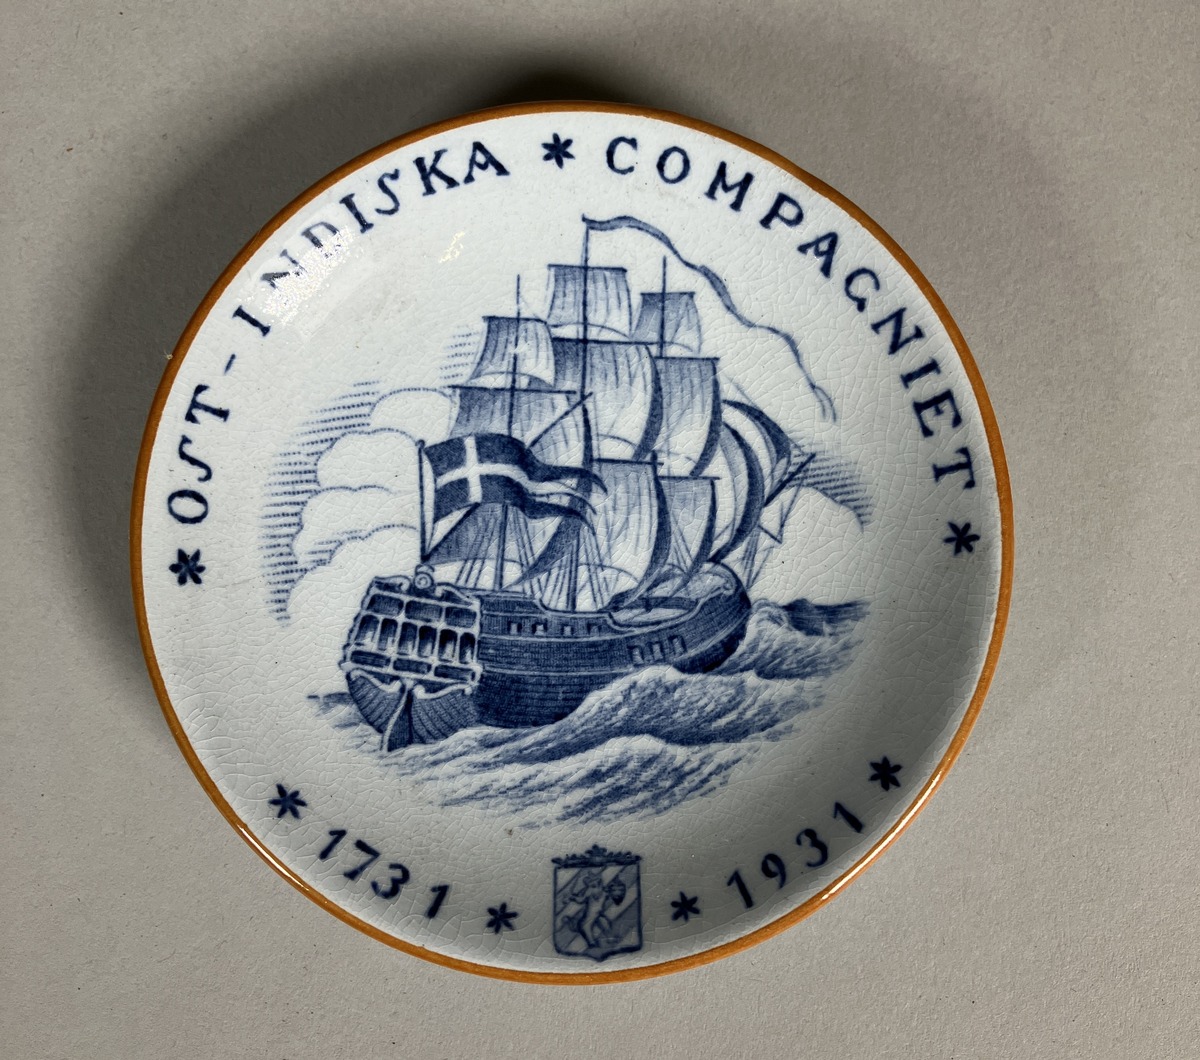 * OST-INDISKA * COMPAGNIET *
* 1731 * * 1931 *